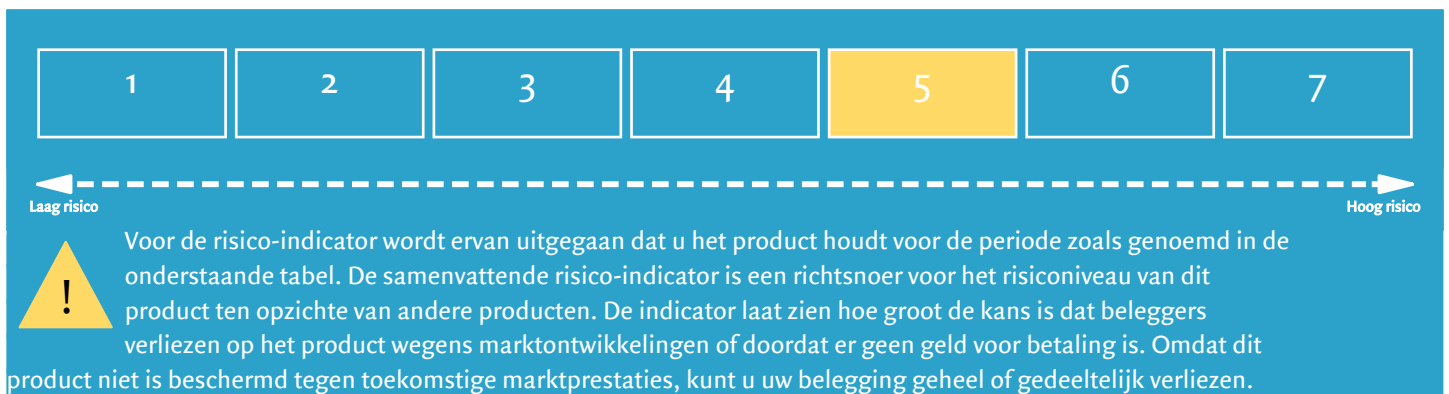 1 2 3 4 5 6 7
Laag risico Hoog risico
Voor de risico-indicator wordt ervan uitgegaan dat u het product houdt voor de periode zoals genoemd in de
onderstaande tabel. De samenvattende risico-indicator is een richtsnoer voor het risiconiveau van dit
! product ten opzichte van andere producten. De indicator laat zien hoe groot de kans is dat beleggers
verliezen op het product wegens marktontwikkelingen of doordat er geen geld voor betaling is. Omdat dit
product niet is beschermd tegen toekomstige marktprestaties, kunt u uw belegging geheel of gedeeltelijk verliezen.